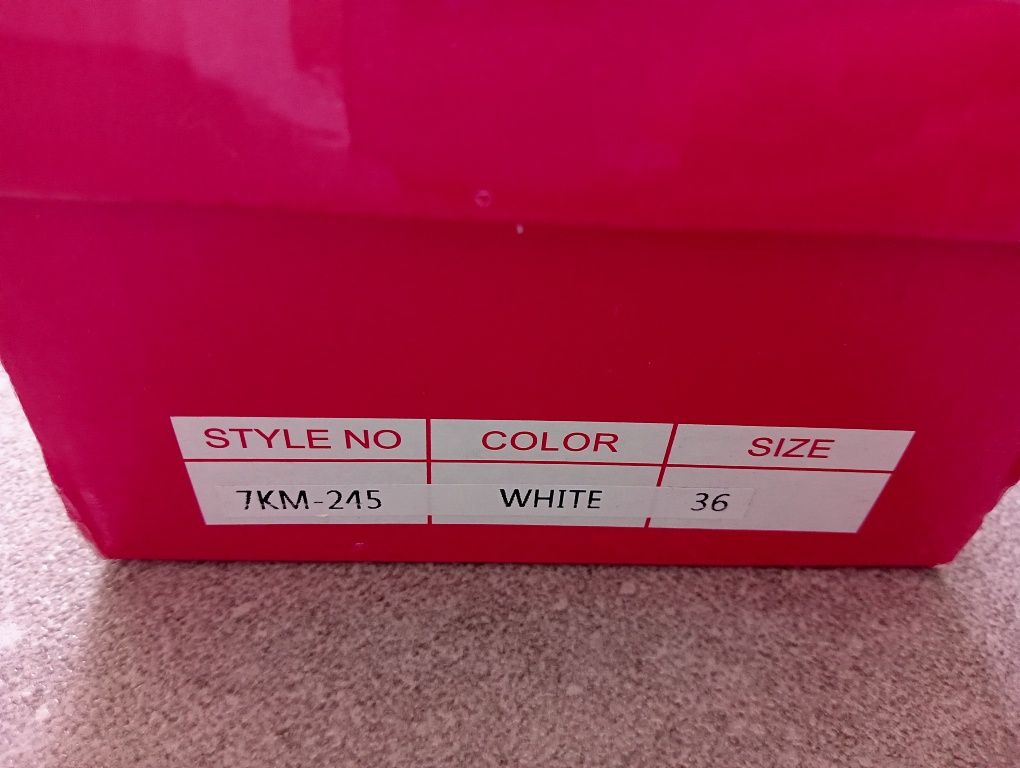 STYLE NO COLOR SIZE
7KM-245 WHITE 36